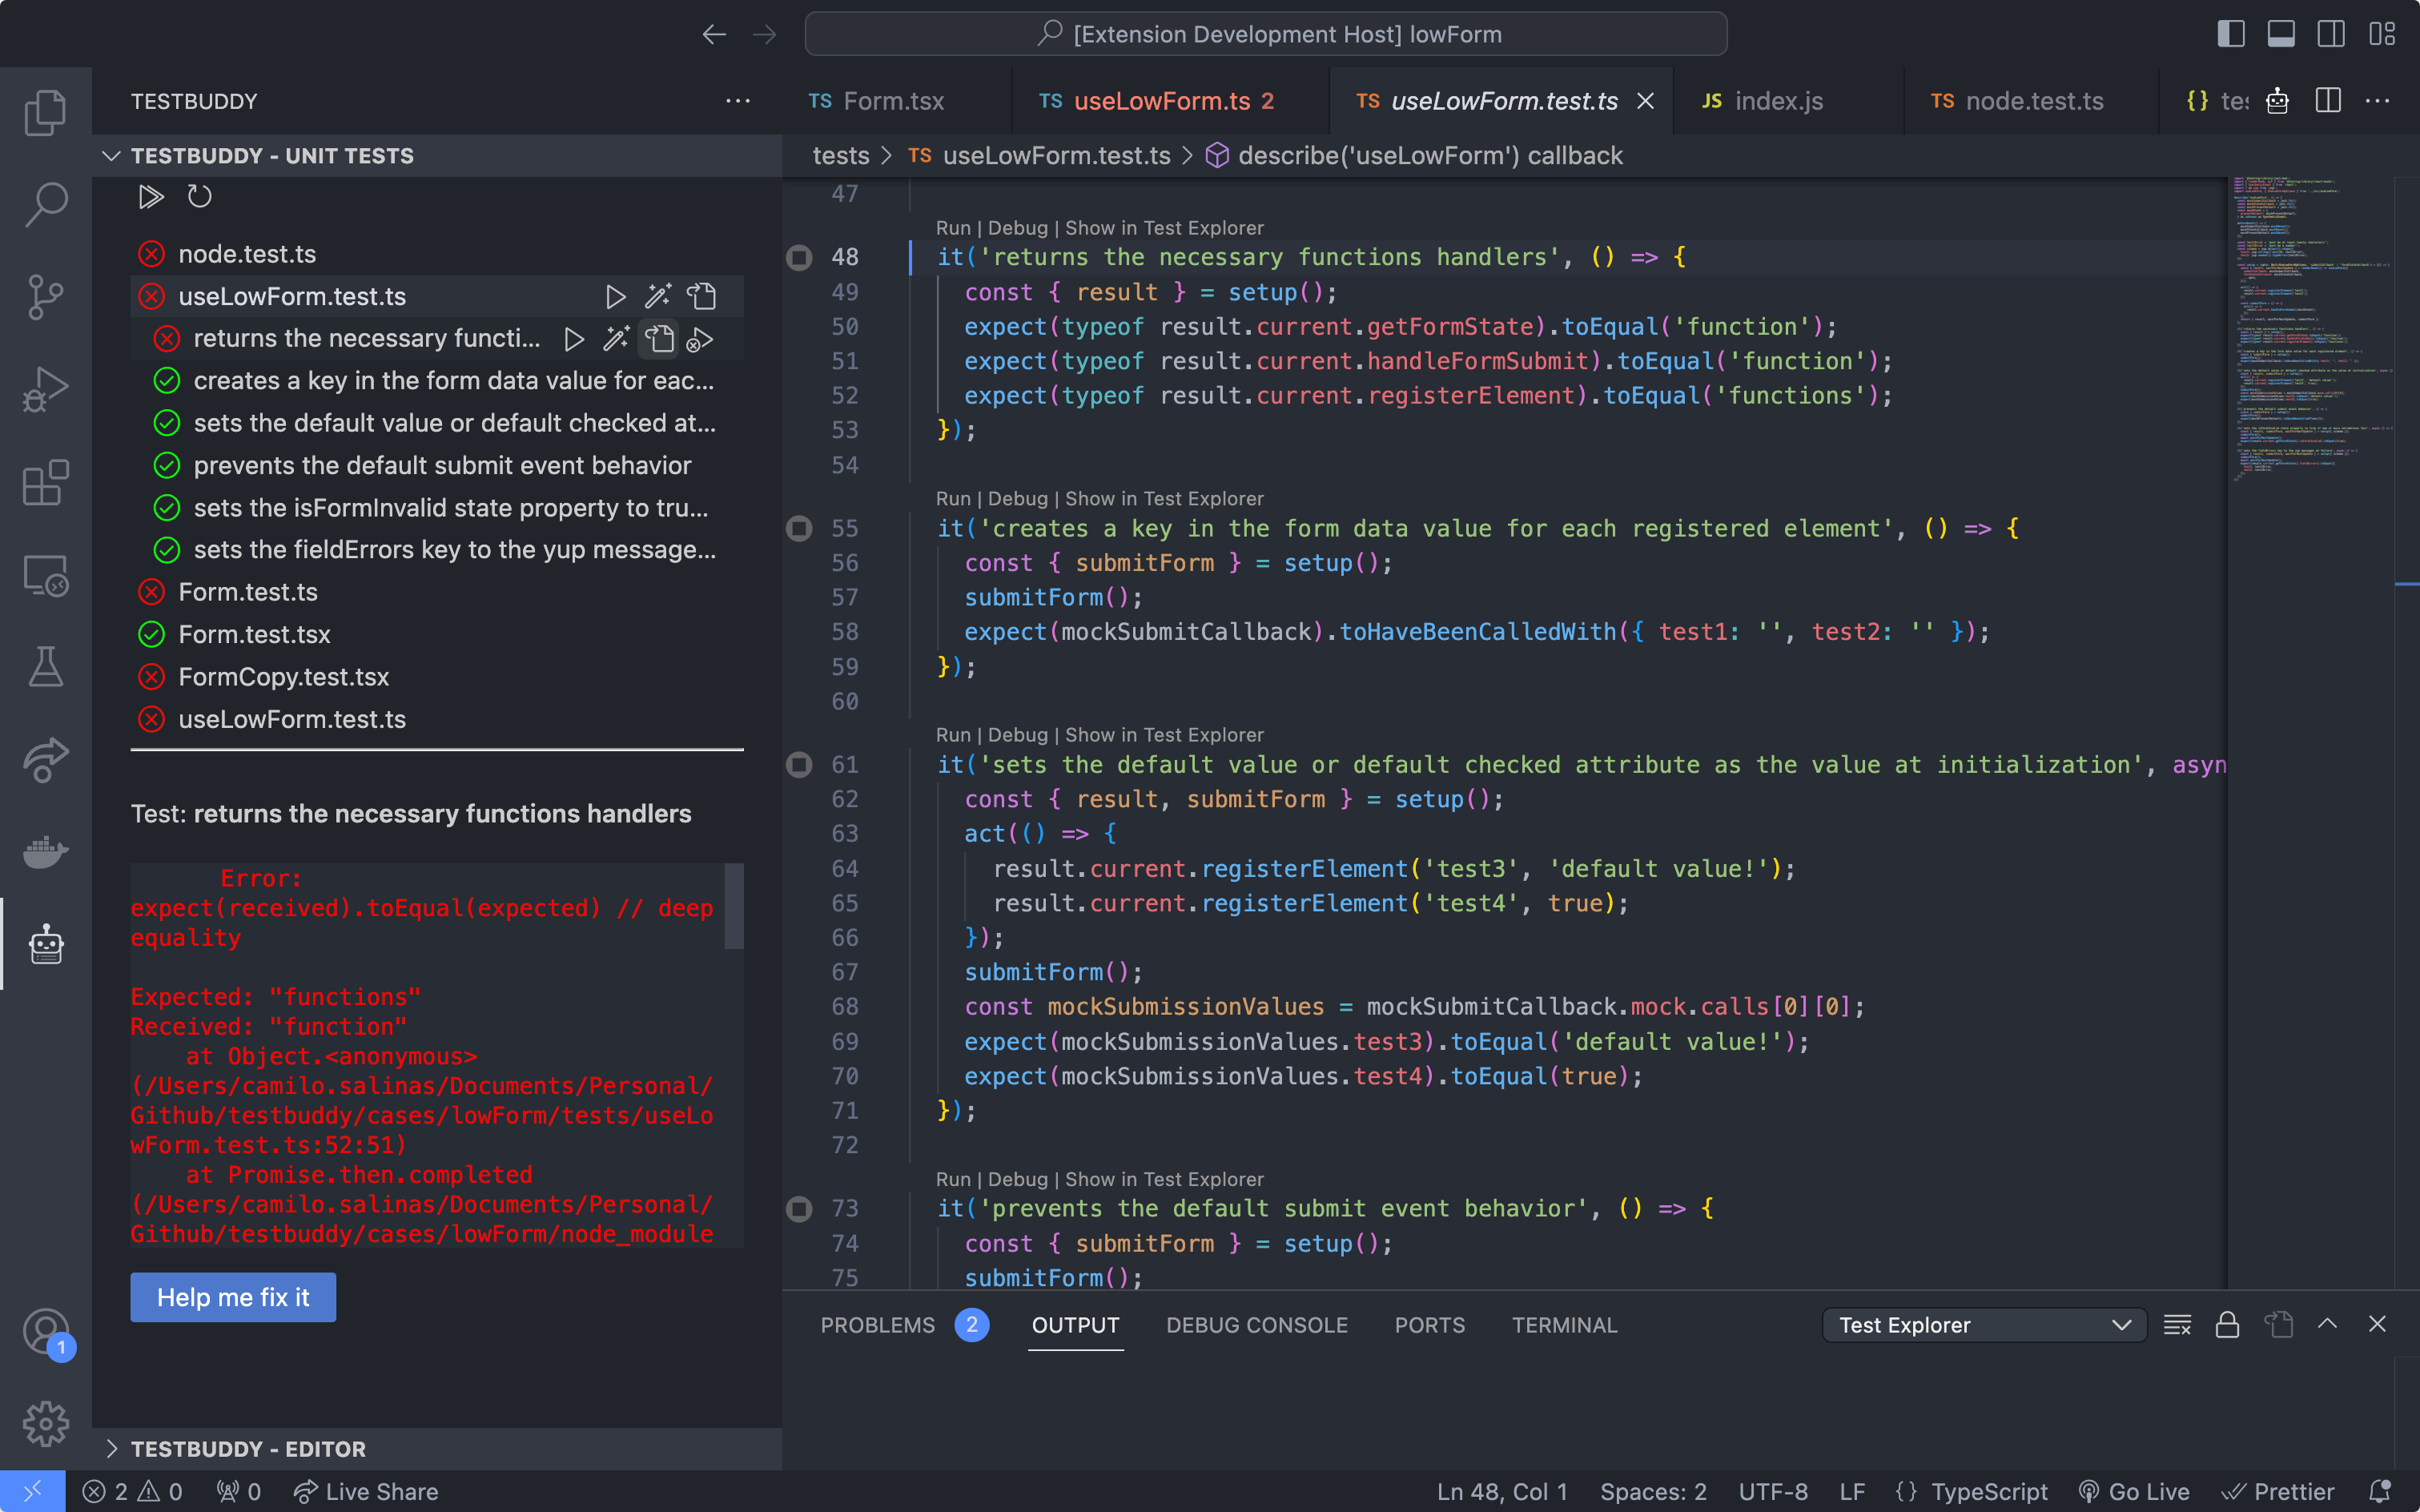 [Extension Development Host] lowForm
TESTBUDDY
TS Form.tsx
TS useLowForm.ts 2
TS useLowForm.test.ts
JS index.js
TS node.test.ts
{}
TESTBUDDY - UNIT TESTS
tests > TS useLowForm.test.ts > describe('useLowForm') callback
node.test.ts
useLowForm.test.ts
returns the necessary functi...
creates a key in the form data value for eac...
sets the default value or default checked at...
prevents the default submit event behavior
sets the isFormInvalid state property to tru...
sets the fieldErrors key to the yup message...
Form.test.ts
Form.test.tsx
FormCopy.test.tsx
useLowForm.test.ts
Test: returns the necessary functions handlers
Error:
expect(received).toEqual(expected) // deep
equality
Expected: "functions"
Received: "function"
at Object.<anonymous>
(/Users/camilo.salinas/Documents/Personal/
Github/testbuddy/cases/lowForm/tests/useLo
wForm.test.ts:52:51)
at Promise.then.completed
(/Users/camilo.salinas/Documents/Personal/
Github/testbuddy/cases/lowForm/node_module
Help me fix it
TESTBUDDY - EDITOR
47
Run | Debug | Show in Test Explorer
48 it('returns the necessary functions handlers', () => {
49 const { result } = setup();
50 expect(typeof result.current.getFormState).toEqual('function');
51 expect(typeof result.current.handleFormSubmit).toEqual('function');
52 expect(typeof result.current.registerElement).toEqual('functions');
53 });
54
Run | Debug | Show in Test Explorer
55 it('creates a key in the form data value for each registered element', () => {
56 const { submitForm } = setup();
57 submitForm();
58 expect(mockSubmitCallback).toHaveBeenCalledWith({ test1: '', test2: '' });
59 });
60
Run | Debug | Show in Test Explorer
61 it('sets the default value or default checked attribute as the value at initialization', asyn
62 const { result, submitForm } = setup();
63 act(() => {
64 result.current.registerElement('test3', 'default value!');
65 result.current.registerElement('test4', true);
66 });
67 submitForm();
68 const mockSubmissionValues = mockSubmitCallback.mock.calls[0][0];
69 expect(mockSubmissionValues.test3).toEqual('default value!');
70 expect(mockSubmissionValues.test4).toEqual(true);
71 });
72
Run | Debug | Show in Test Explorer
73 it('prevents the default submit event behavior', () => {
74 const { submitForm } = setup();
75 submitForm();
PROBLEMS 2 OUTPUT DEBUG CONSOLE PORTS TERMINAL
Test Explorer
1
2 0 0 Live Share
Ln 48, Col 1 Spaces: 2 UTF-8 LF {} TypeScript Go Live Prettier